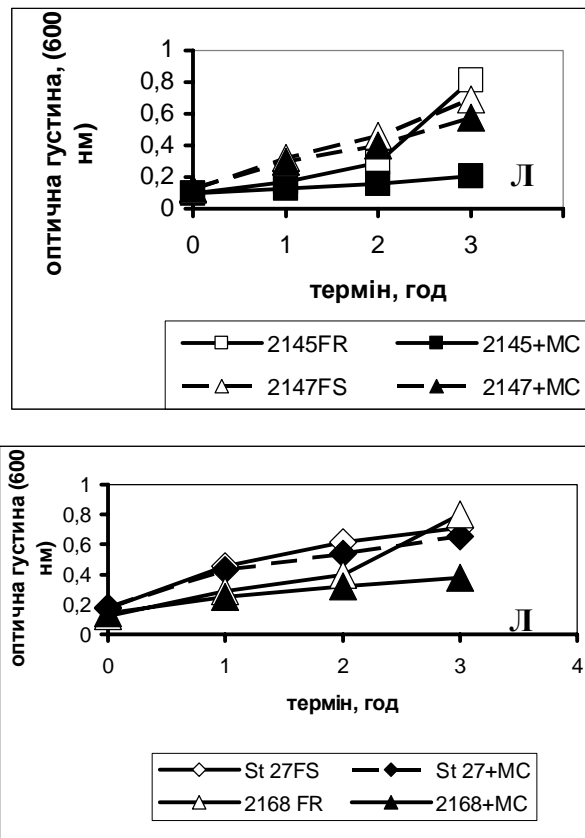 оптична густина, (600
нм)
1
0,8
0,6
0,4
0,2
0
0 1 2 3
Л
термін, год
2145FR 2145+MC
2147FS 2147+MC
оптична густина (600
нм)
1
0,8
0,6
0,4
0,2
0
0 1 2 3 4
Л
термін, год
St 27FS St 27+MC
2168 FR 2168+MC